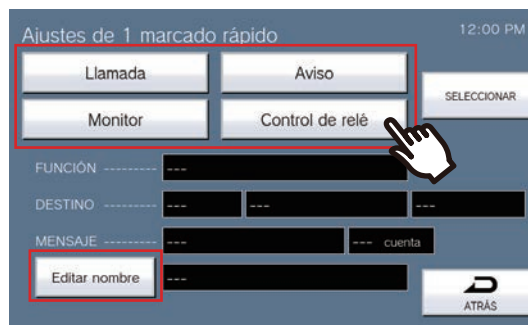 Ajustes de 1 marcado rápido 12:00 PM
Llamada Aviso
SELECCIONAR
Monitor Control de relé
FUNCIÓN --------- ---
DESTINO --------- --- --- ---
MENSAJE --------- --- --- cuenta
Editar nombre ---
ATRÁS